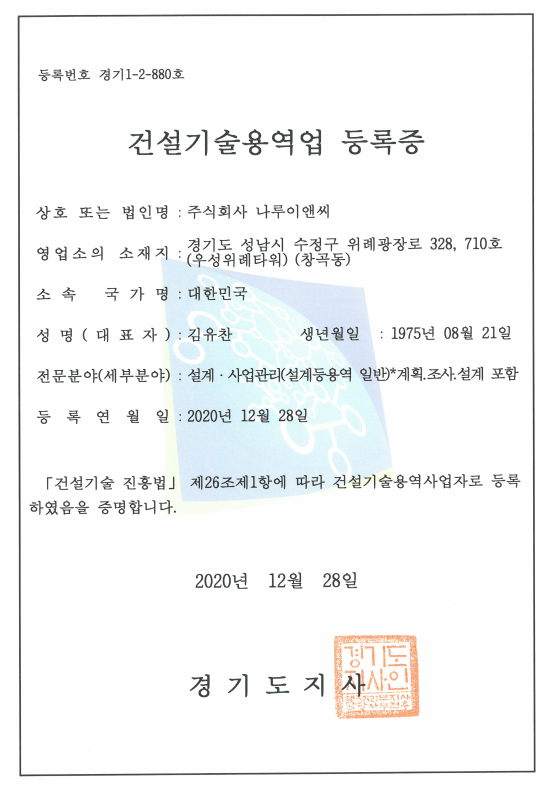 등록번호 경기1-2-880호
건설기술용역업 등록증
상호 또는 법인명 : 주식회사 나루이앤씨
영업소의 소재지 : 경기도 성남시 수정구 위례광장로 328, 710호
(우성위례타워) (창곡동)
소속 국가명 : 대한민국
성명(대표자) : 김유찬 생년월일 : 1975년 08월 21일
전문분야(세부분야) : 설계·사업관리(설계등용역 일반)*계획.조사.설계 포함
등록연월일 : 2020년 12월 28일
「건설기술 진흥법」 제26조제1항에 따라 건설기술용역사업자로 등록
하였음을 증명합니다.
2020년 12월 28일
경기도지사
경기도
지사인